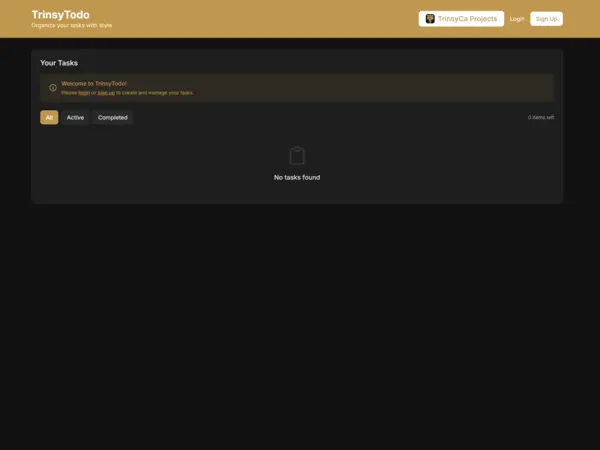 TrinsyTodo
Organize your tasks with style
TrinsyCa Projects
Login
Sign Up
Your Tasks
Welcome to TrinsyTodo!
Please login or sign up to create and manage your tasks.
All
Active
Completed
0 items left
No tasks found